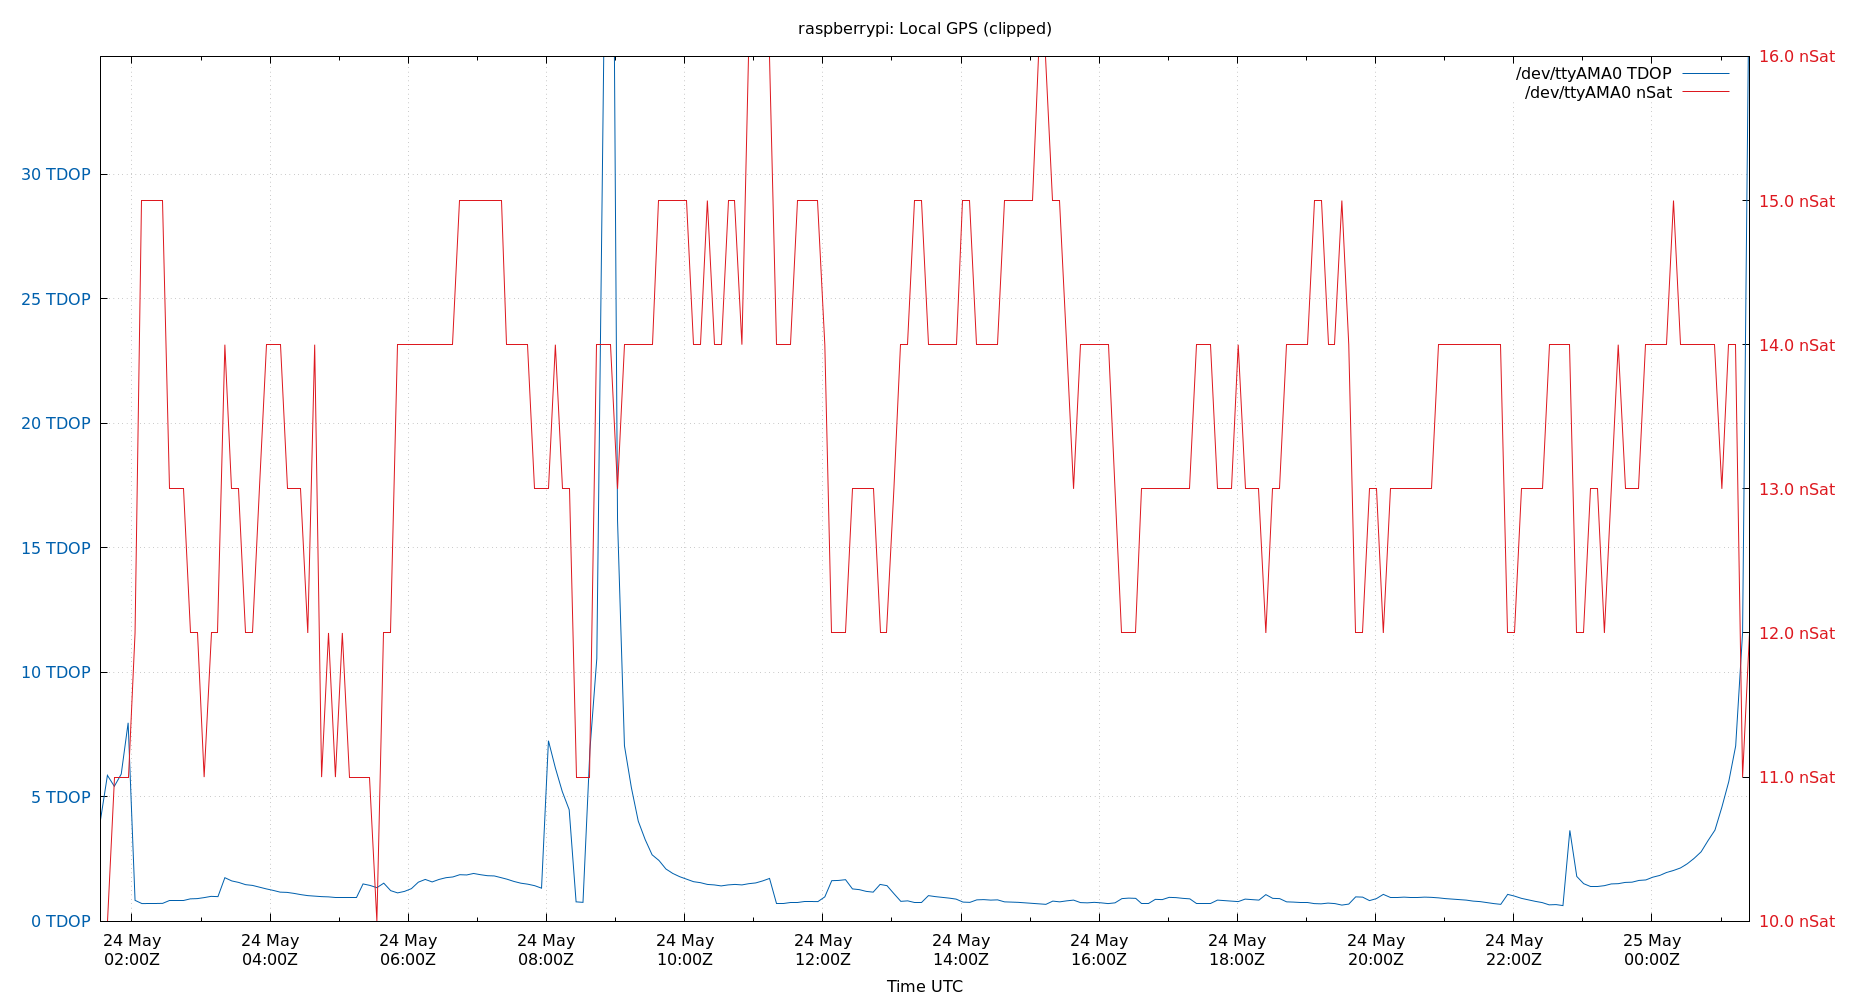 raspberrypi: Local GPS (clipped)
/dev/ttyAMA0 TDOP
/dev/ttyAMA0 nSat
30 TDOP
25 TDOP
20 TDOP
15 TDOP
10 TDOP
5 TDOP
0 TDOP
16.0 nSat
15.0 nSat
14.0 nSat
13.0 nSat
12.0 nSat
11.0 nSat
10.0 nSat
24 May 24 May 24 May 24 May 24 May 24 May 24 May 24 May 24 May 24 May 24 May 25 May
02:00Z 04:00Z 06:00Z 08:00Z 10:00Z 12:00Z 14:00Z 16:00Z 18:00Z 20:00Z 22:00Z 00:00Z
Time UTC